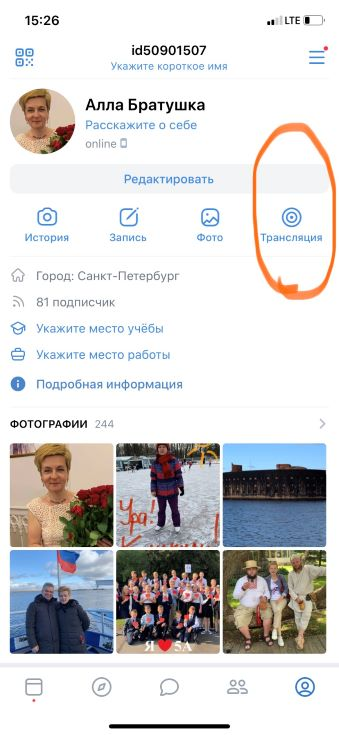 15:26
LTE
id50901507
Укажите короткое имя
Алла Братушка
Расскажите о себе
online
Редактировать
История
Запись
Фото
Трансляция
Город: Санкт-Петербург
81 подписчик
Укажите место учёбы
Укажите место работы
Подробная информация
ФОТОГРАФИИ 244
Ура!
Я ❤ 5А